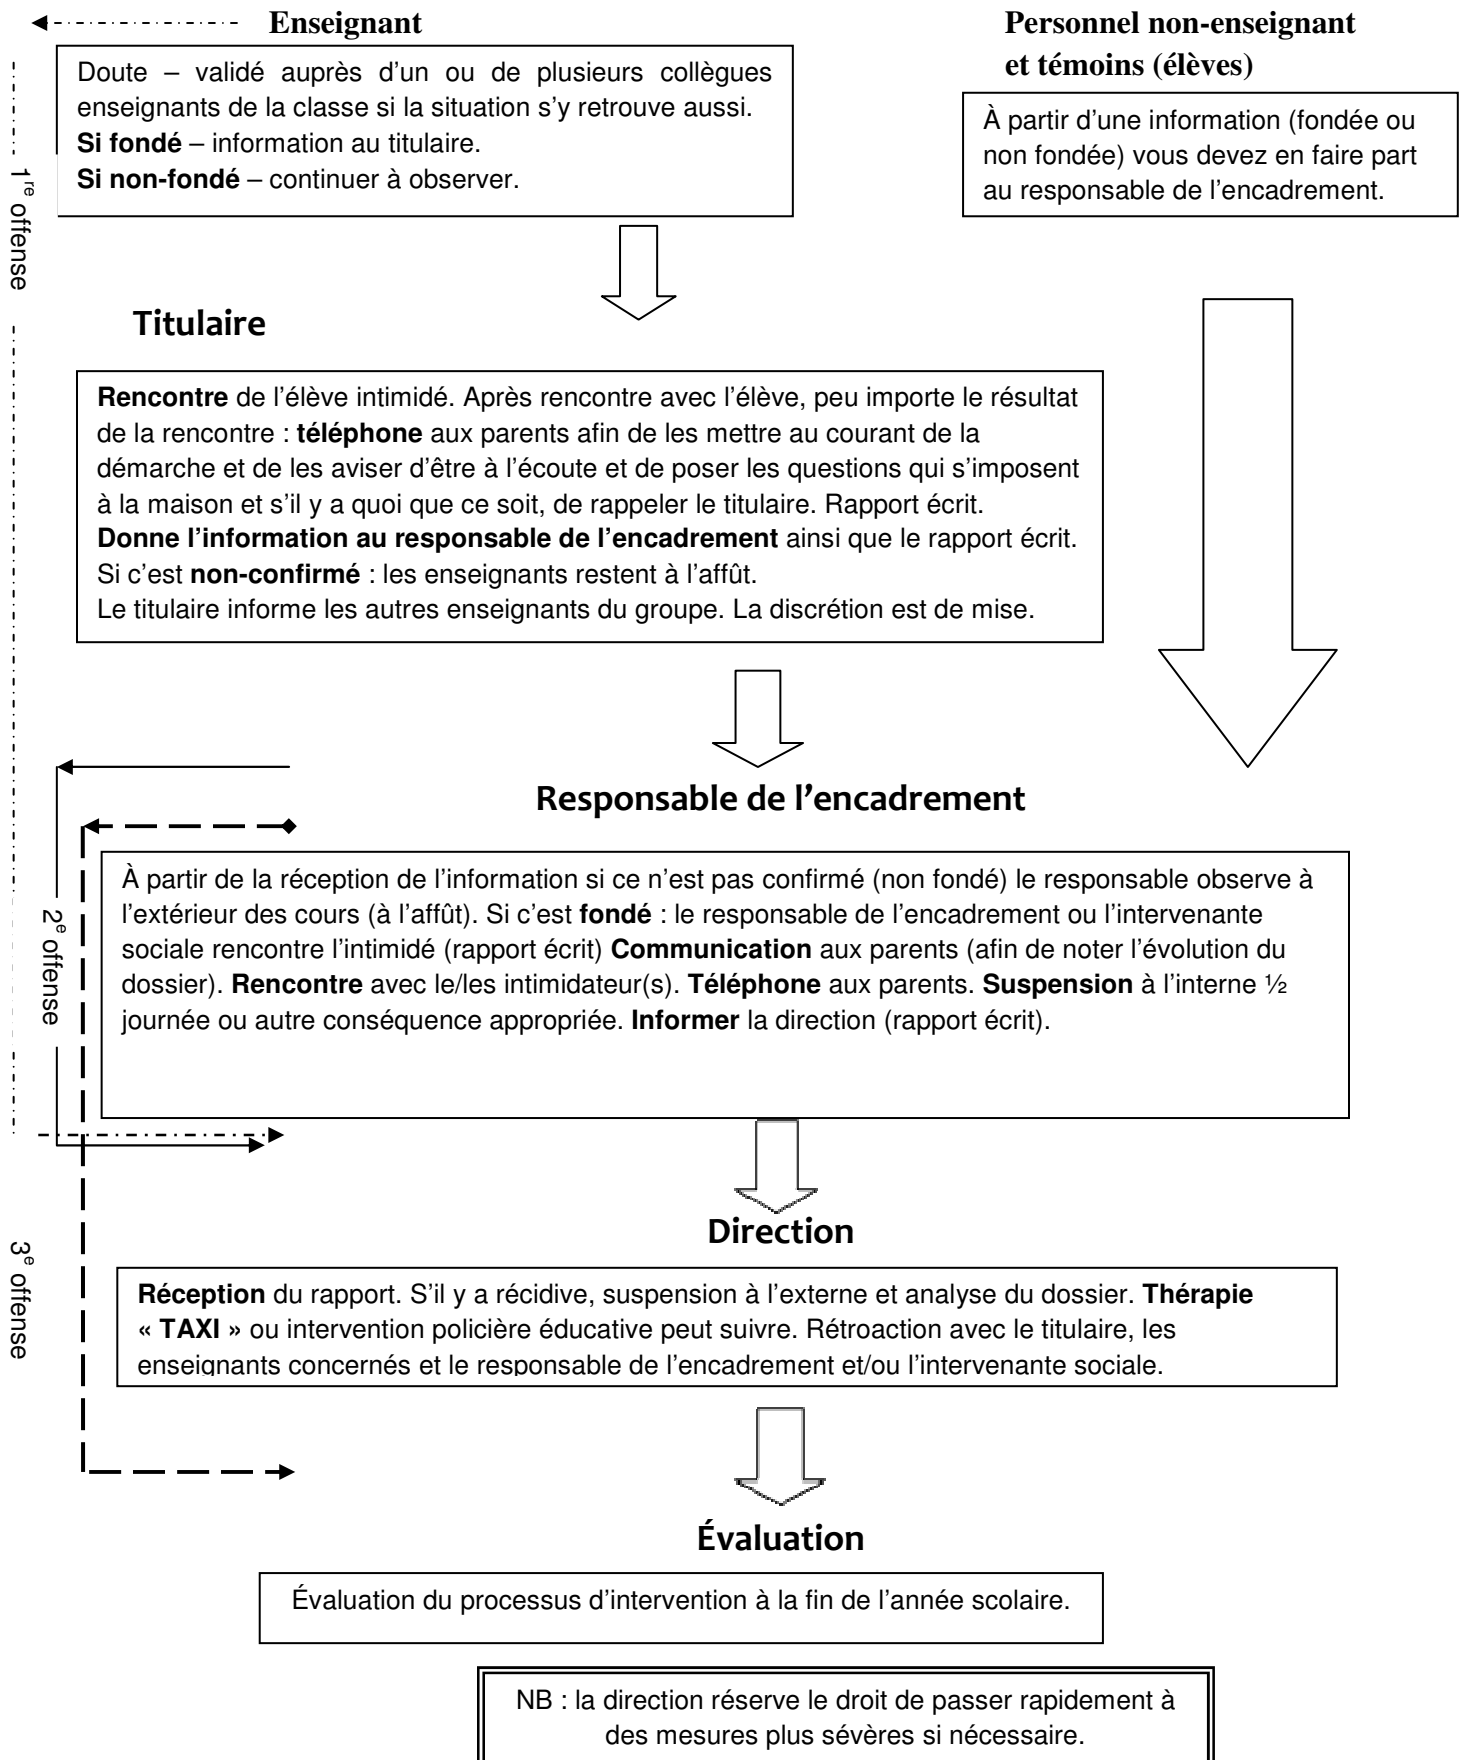 Enseignant
Doute – validé auprès d'un ou de plusieurs collègues
enseignants de la classe si la situation s'y retrouve aussi.
Si fondé – information au titulaire.
Si non-fondé – continuer à observer.
Personnel non-enseignant
et témoins (élèves)
À partir d'une information (fondée ou
non fondée) vous devez en faire part
au responsable de l'encadrement.
1re offense
Titulaire
Rencontre de l'élève intimidé. Après rencontre avec l'élève, peu importe le résultat
de la rencontre : téléphone aux parents afin de les mettre au courant de la
démarche et de les aviser d'être à l'écoute et de poser les questions qui s'imposent
à la maison et s'il y a quoi que ce soit, de rappeler le titulaire. Rapport écrit.
Donne l'information au responsable de l'encadrement ainsi que le rapport écrit.
Si c'est non-confirmé : les enseignants restent à l'affût.
Le titulaire informe les autres enseignants du groupe. La discrétion est de mise.
Responsable de l'encadrement
À partir de la réception de l'information si ce n'est pas confirmé (non fondé) le responsable observe à
l'extérieur des cours (à l'affût). Si c'est fondé : le responsable de l'encadrement ou l'intervenante
sociale rencontre l'intimidé (rapport écrit) Communication aux parents (afin de noter l'évolution du
dossier). Rencontre avec le/les intimidateur(s). Téléphone aux parents. Suspension à l'interne ½
journée ou autre conséquence appropriée. Informer la direction (rapport écrit).
2e offense
Direction
Réception du rapport. S'il y a récidive, suspension à l'externe et analyse du dossier. Thérapie
« TAXI » ou intervention policière éducative peut suivre. Rétroaction avec le titulaire, les
enseignants concernés et le responsable de l'encadrement et/ou l'intervenante sociale.
3e offense
Évaluation
Évaluation du processus d'intervention à la fin de l'année scolaire.
NB : la direction réserve le droit de passer rapidement à
des mesures plus sévères si nécessaire.